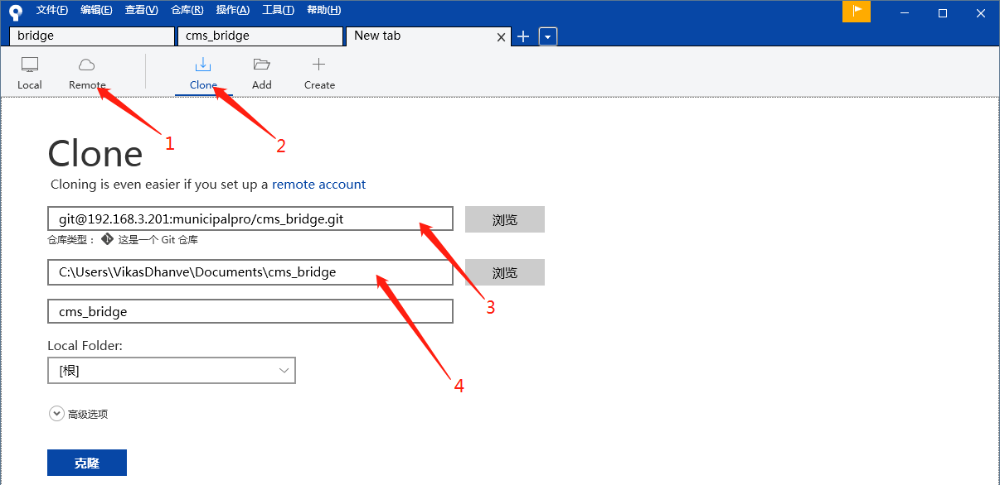 文件(F) 编辑(E) 查看(V) 仓库(R) 操作(A) 工具(T) 帮助(H)
bridge cms_bridge New tab
Local Remote Clone Add Create
1 2
Clone
Cloning is even easier if you set up a remote account
git@192.168.3.201:municipalpro/cms_bridge.git 浏览
仓库类型： 这是一个 Git 仓库
C:\Users\VikasDhanve\Documents\cms_bridge 浏览
3
cms_bridge
Local Folder:
[根]
4
高级选项
克隆